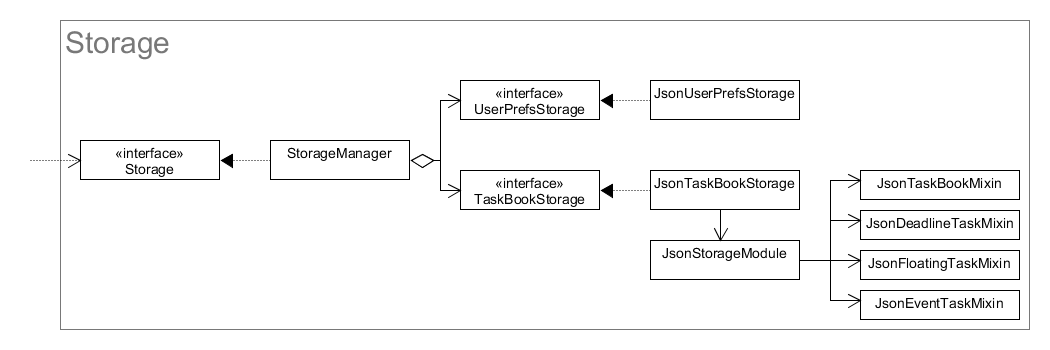 Storage
«interface»
Storage
StorageManager
«interface»
UserPrefsStorage
JsonUserPrefsStorage
«interface»
TaskBookStorage
JsonTaskBookStorage
JsonStorageModule
JsonTaskBookMixin
JsonDeadlineTaskMixin
JsonFloatingTaskMixin
JsonEventTaskMixin